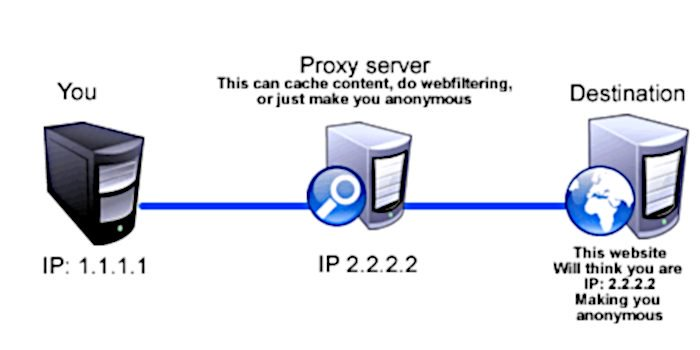 You
Proxy server
This can cache content, do webfiltering,
or just make you anonymous
Destination
IP: 1.1.1.1
IP 2.2.2.2
This website
Will think you are
IP: 2.2.2.2
Making you
anonymous